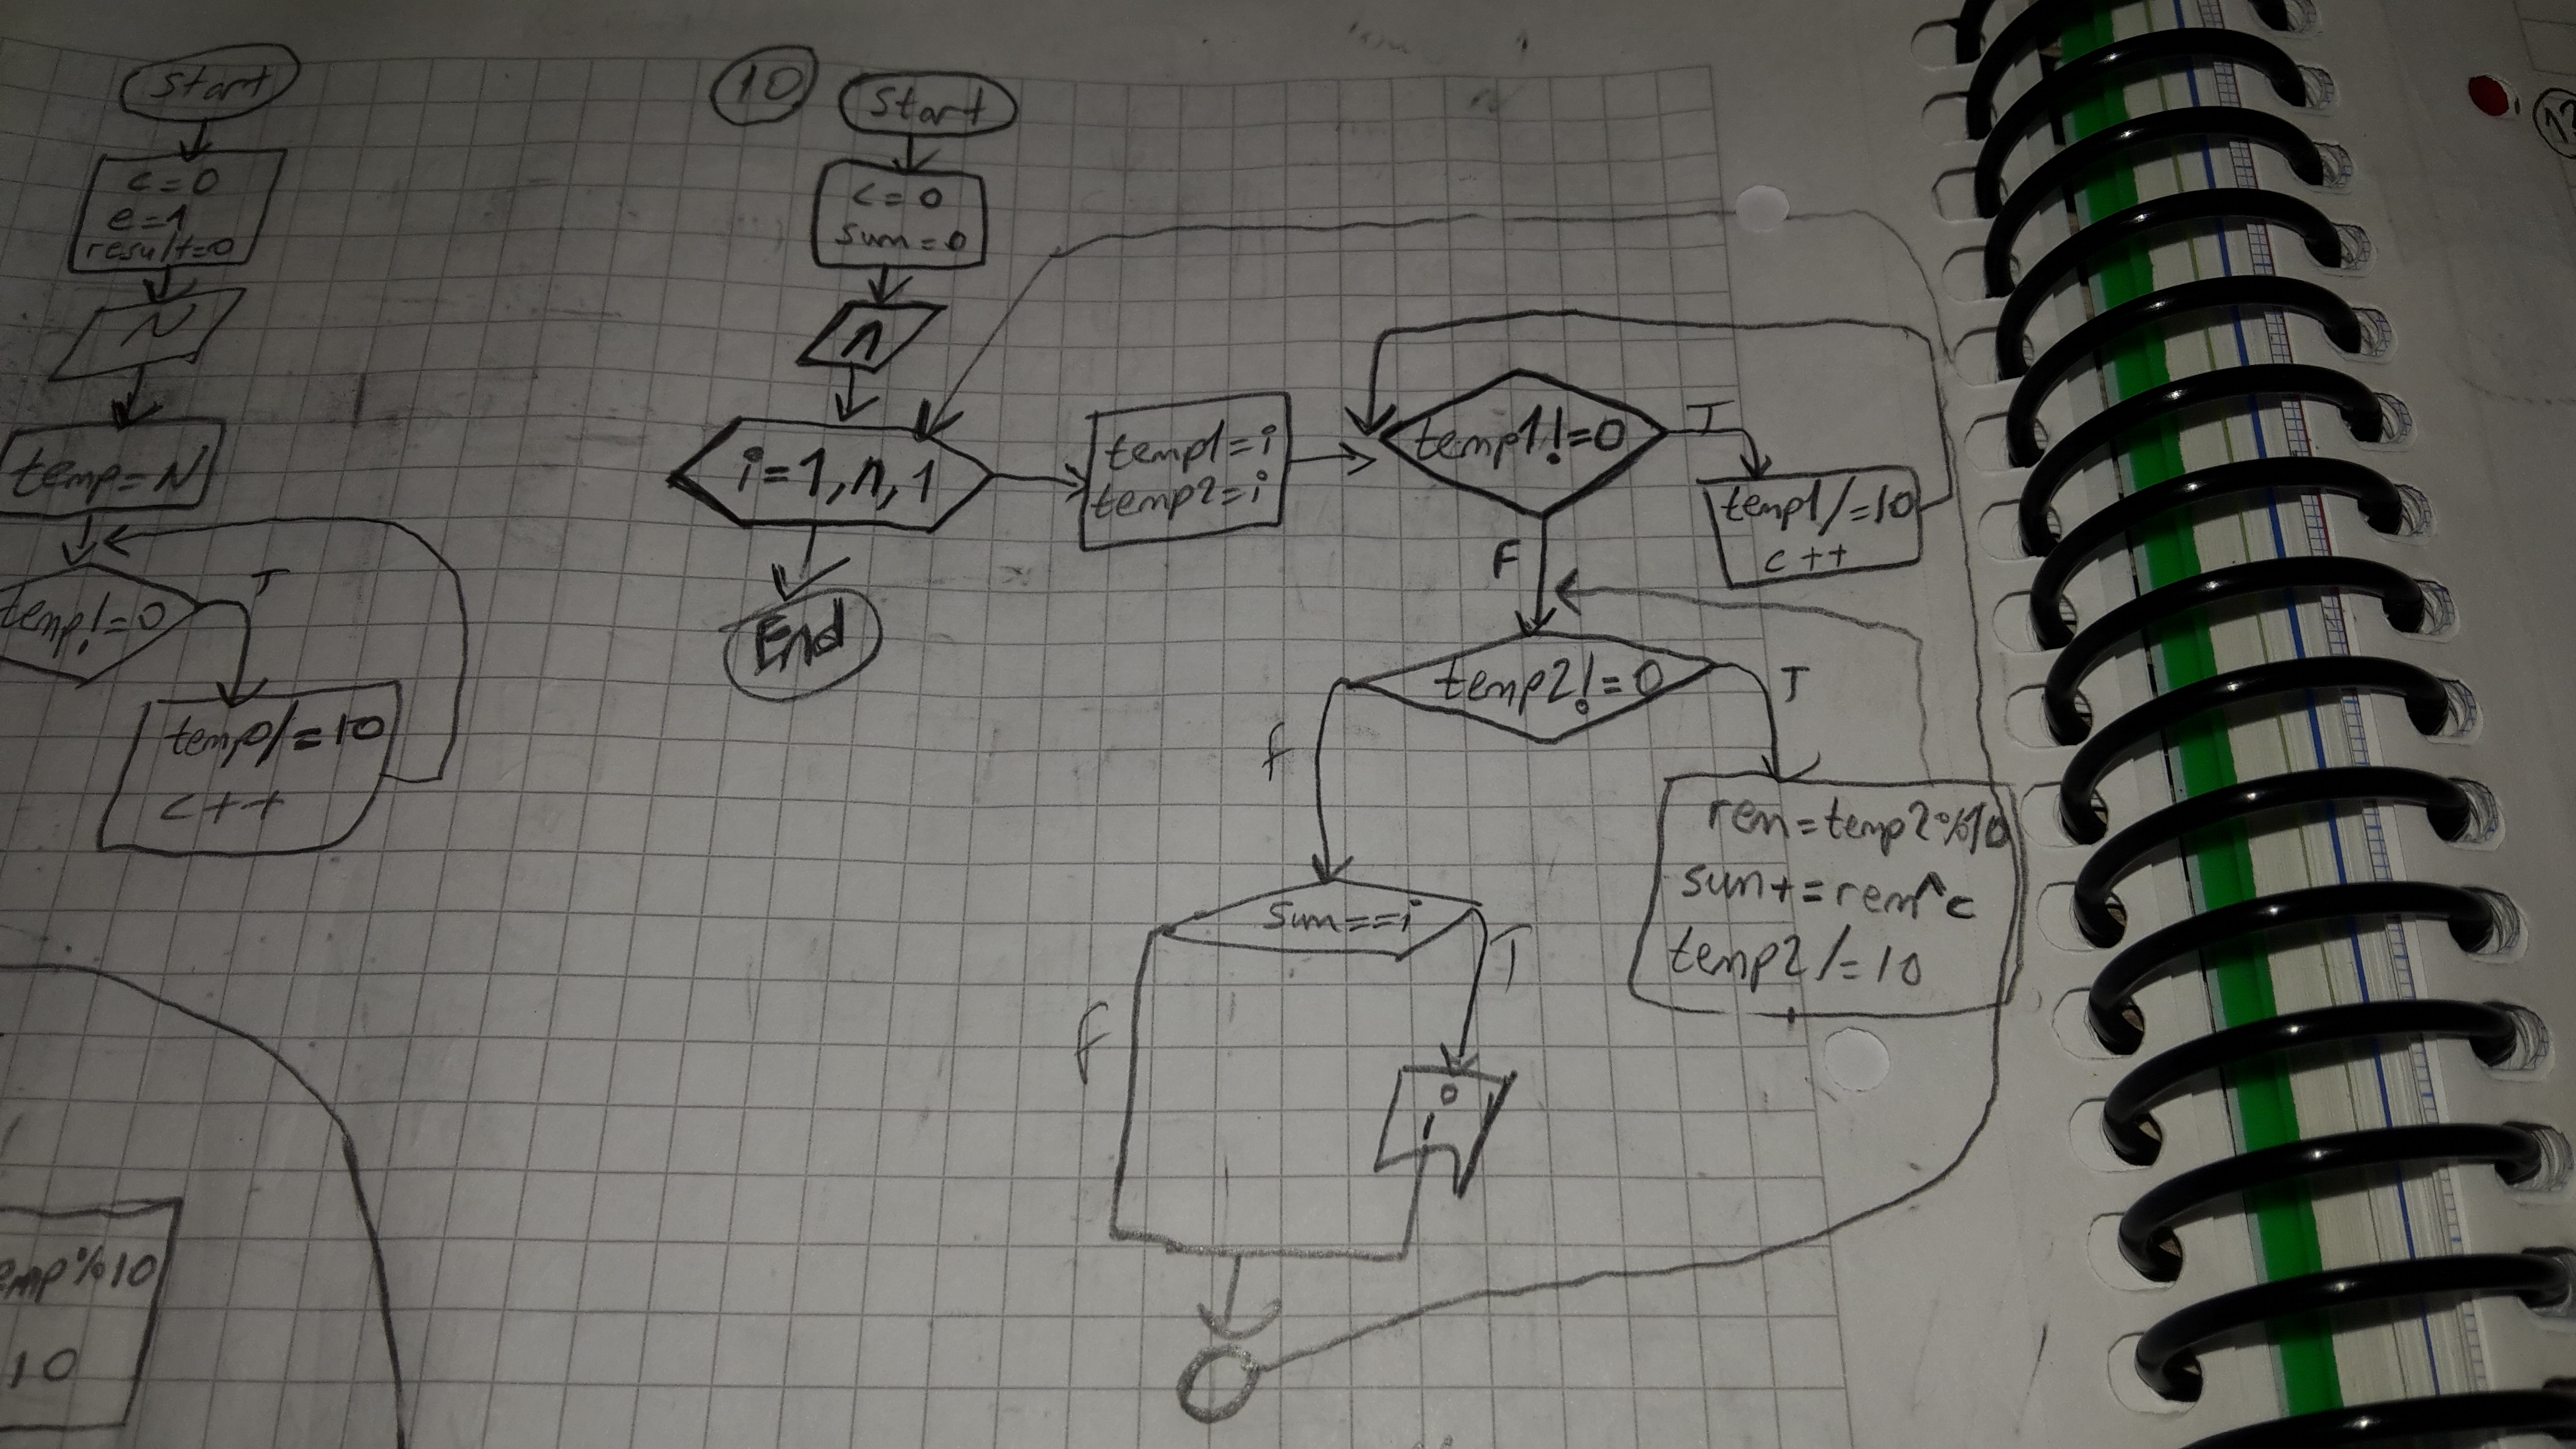 Start
c=0
e=1
result=0
N
temp=N
temp!=0
T
temp/=10
c++
emp%10
10
10
Start
c=0
sum=0
n
i=1,n,1
End
temp1=i
temp2=i
temp1!=0
T
temp1/=10
c++
F
temp2!=0
T
rem=temp2%10
sum+=rem^c
temp2/=10
F
sum==i
T
i
F
12